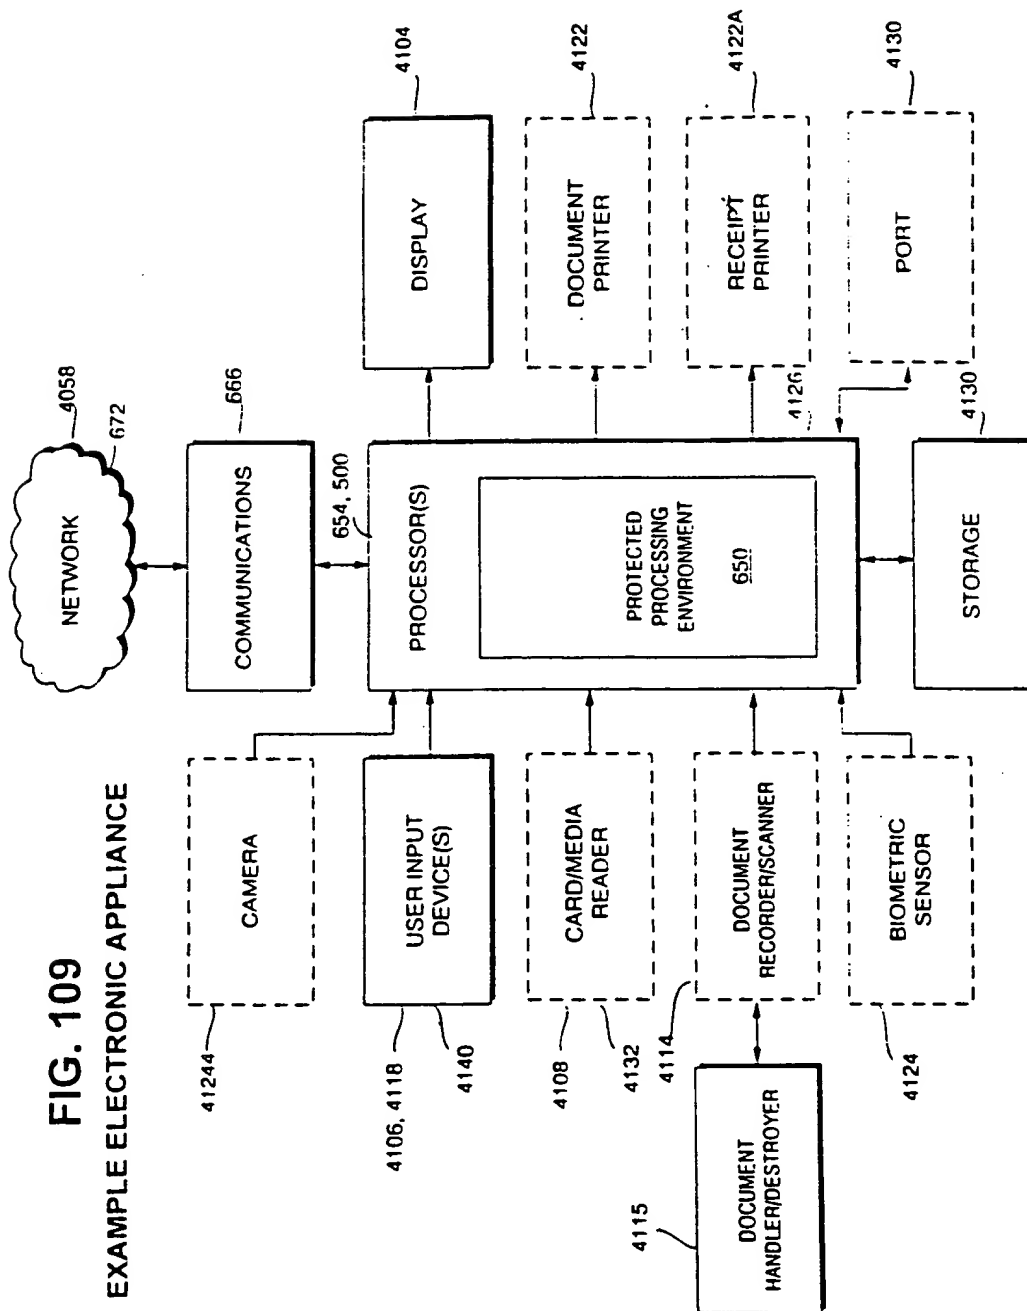 FIG. 109
EXAMPLE ELECTRONIC APPLIANCE
4058
672
NETWORK
666
COMMUNICATIONS
654, 500
PROCESSOR(S)
PROTECTED
PROCESSING
ENVIRONMENT
650
4126
4130
STORAGE
4124A
CAMERA
4106, 4118
4140
USER INPUT
DEVICE(S)
4108
4132
CARD/MEDIA
READER
4114
DOCUMENT
RECORDER/SCANNER
4115
DOCUMENT
HANDLER/DESTROYER
4124
BIOMETRIC
SENSOR
4104
DISPLAY
4122
DOCUMENT
PRINTER
4122A
RECEIPT
PRINTER
4130
PORT